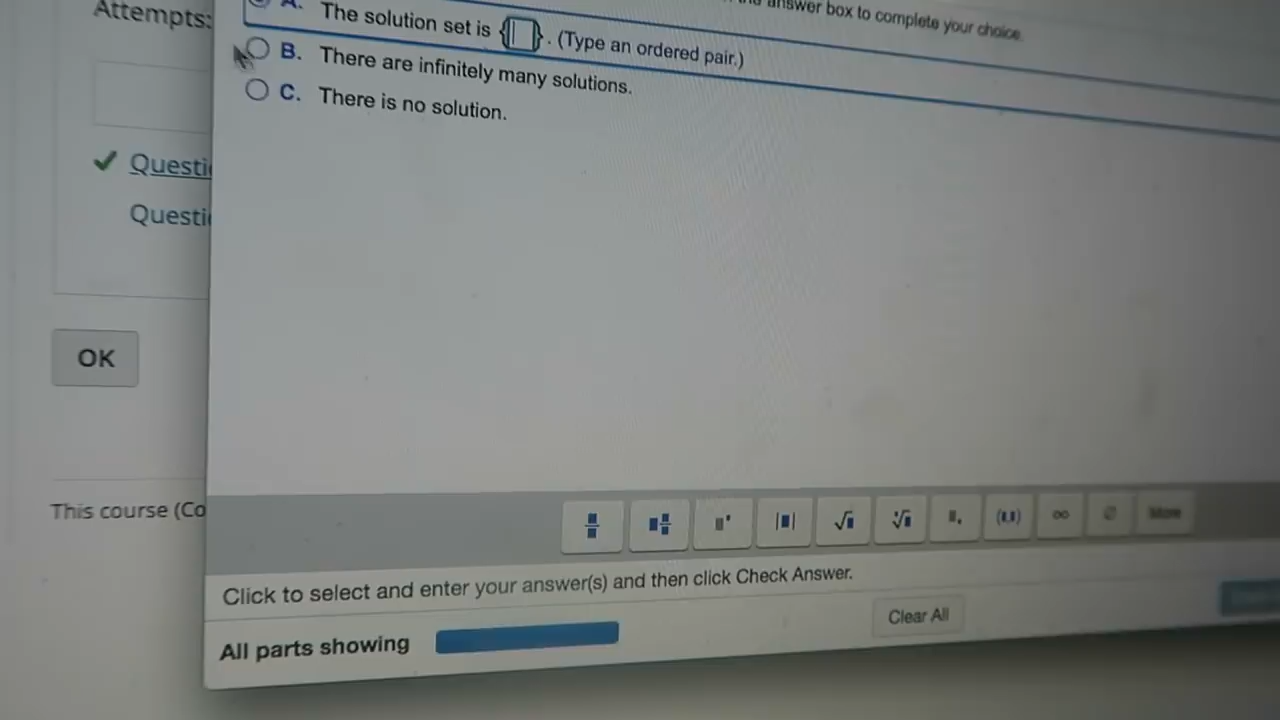 Attempts:
answer box to complete your choice.
A. The solution set is { }. (Type an ordered pair.)
B. There are infinitely many solutions.
C. There is no solution.
Questi
Questi
OK
This course (Co
Click to select and enter your answer(s) and then click Check Answer.
All parts showing
Clear All
More